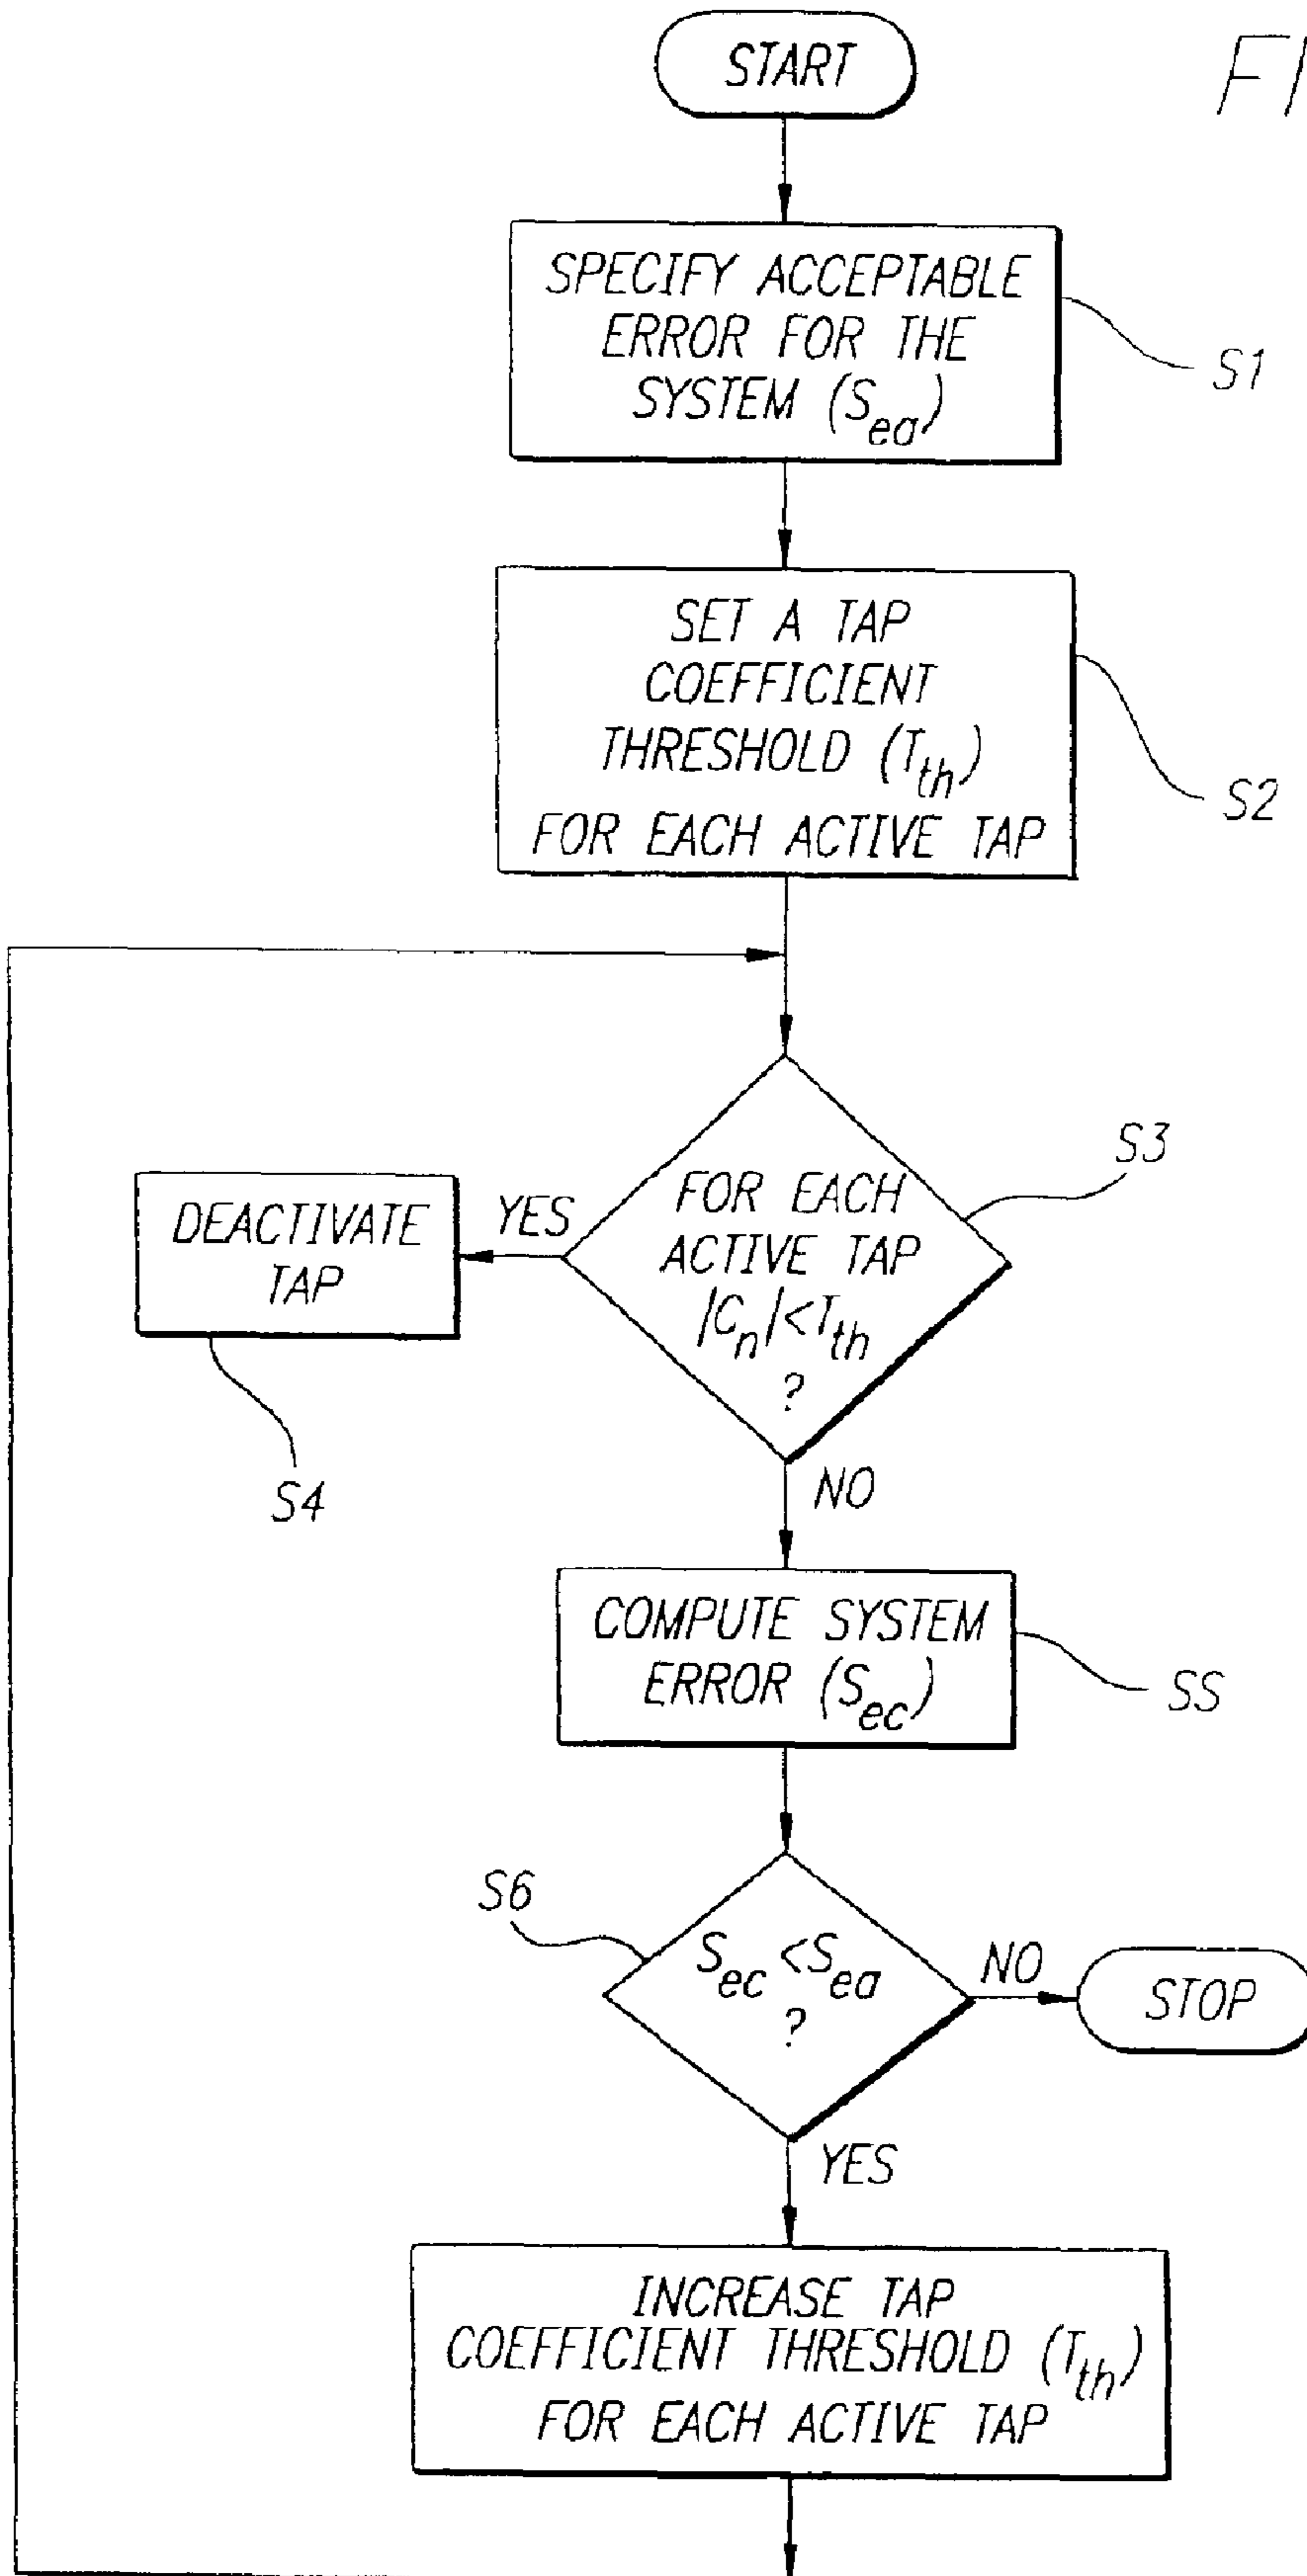 START
FI
SPECIFY ACCEPTABLE
ERROR FOR THE
SYSTEM (Sea)
S1
SET A TAP
COEFFICIENT
THRESHOLD (Tth)
FOR EACH ACTIVE TAP
S2
FOR EACH
ACTIVE TAP
|Cn|<Tth
?
S3
YES
DEACTIVATE
TAP
S4
NO
COMPUTE SYSTEM
ERROR (Sec)
SS
S6
Sec <Sea
?
NO
STOP
YES
INCREASE TAP
COEFFICIENT THRESHOLD (Tth)
FOR EACH ACTIVE TAP